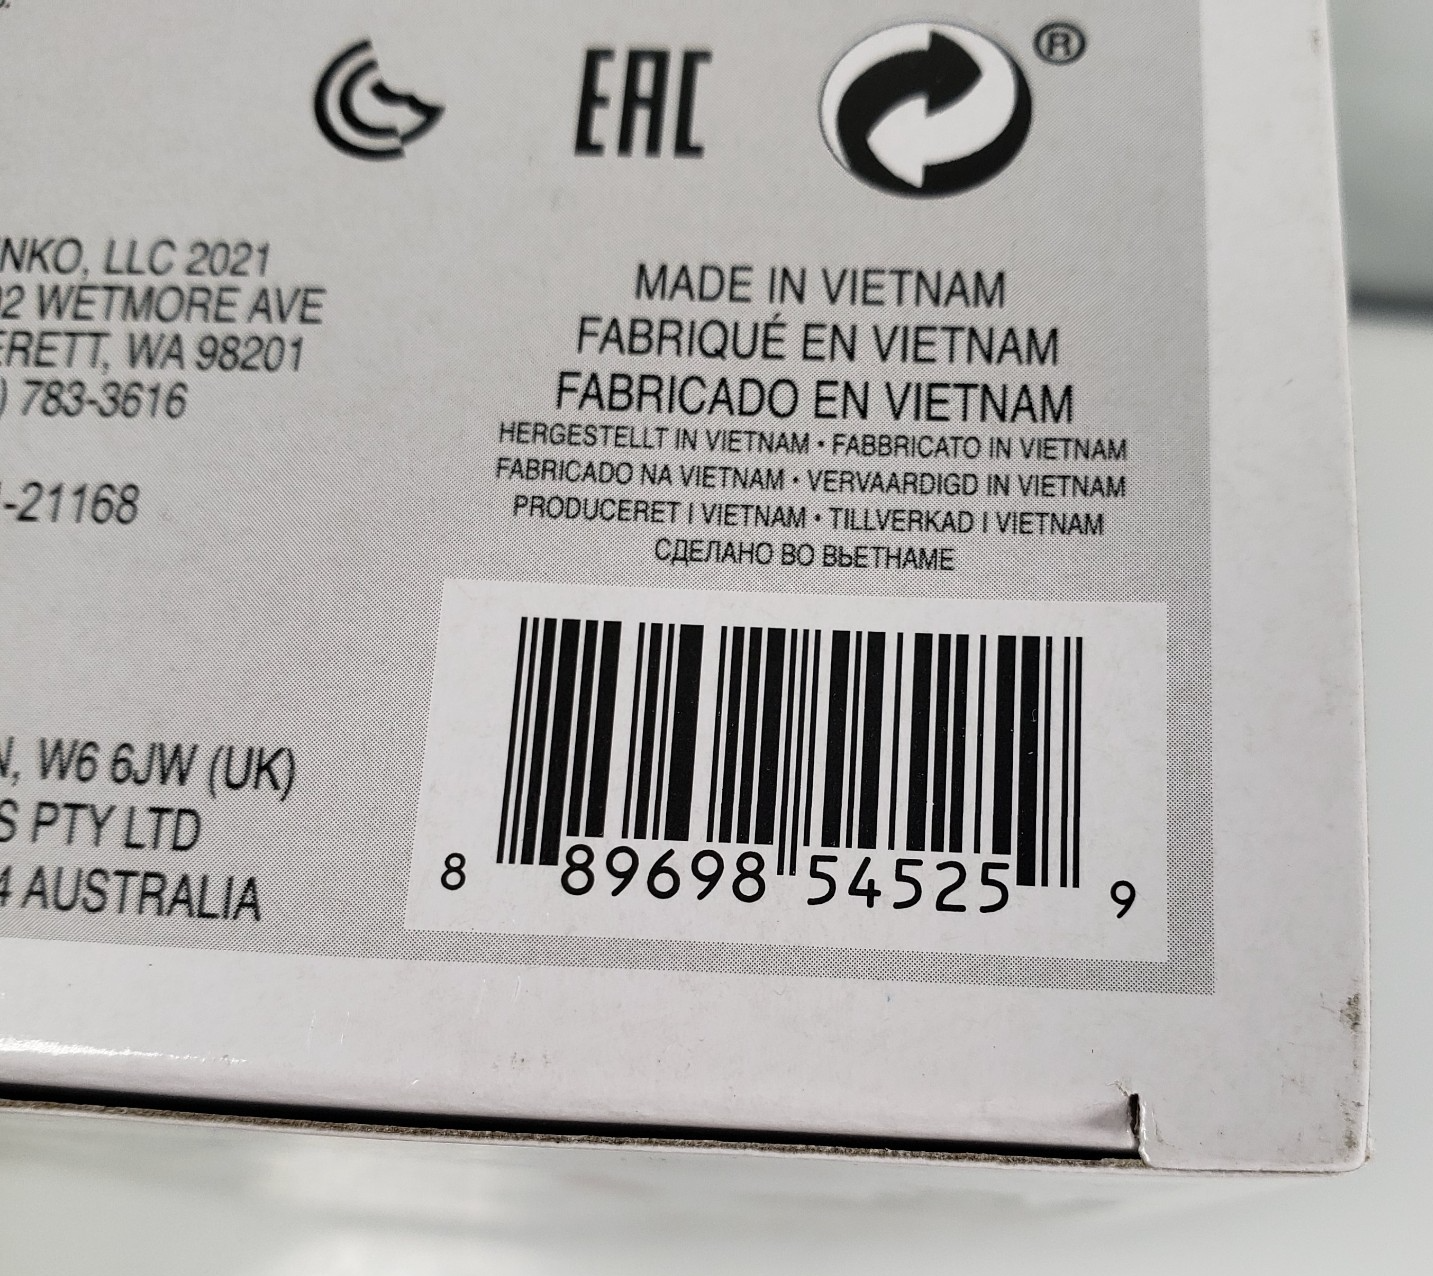 EAC
®
NKO, LLC 2021
2 WETMORE AVE
ERETT, WA 98201
) 783-3616
-21168
MADE IN VIETNAM
FABRIQUÉ EN VIETNAM
FABRICADO EN VIETNAM
HERGESTELLT IN VIETNAM • FABBRICATO IN VIETNAM
FABRICADO NA VIETNAM • VERVAARDIGD IN VIETNAM
PRODUCERET I VIETNAM • TILLVERKAD I VIETNAM
СДЕЛАНО ВО ВЬЕТНАМЕ
N, W6 6JW (UK)
S PTY LTD
4 AUSTRALIA
8 89698 54525 9